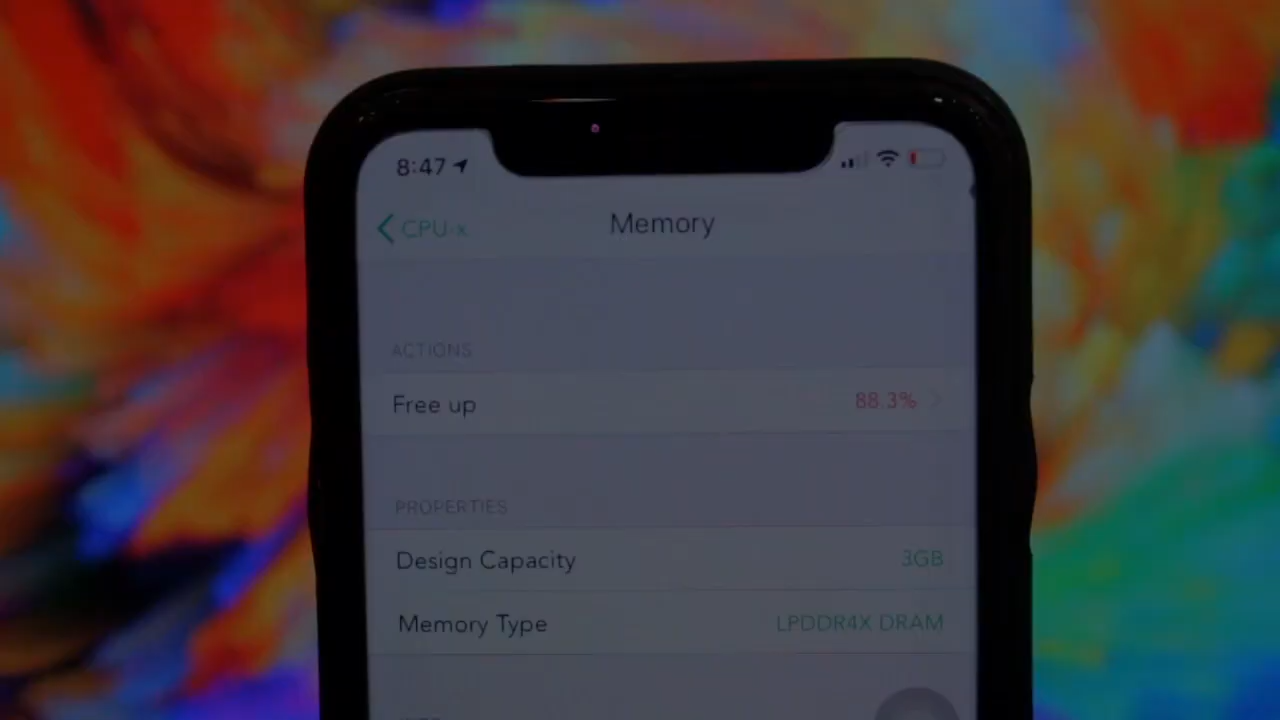 8:47
CPU-x
Memory
ACTIONS
Free up
88.3%
PROPERTIES
Design Capacity
3GB
Memory Type
LPDDR4X DRAM